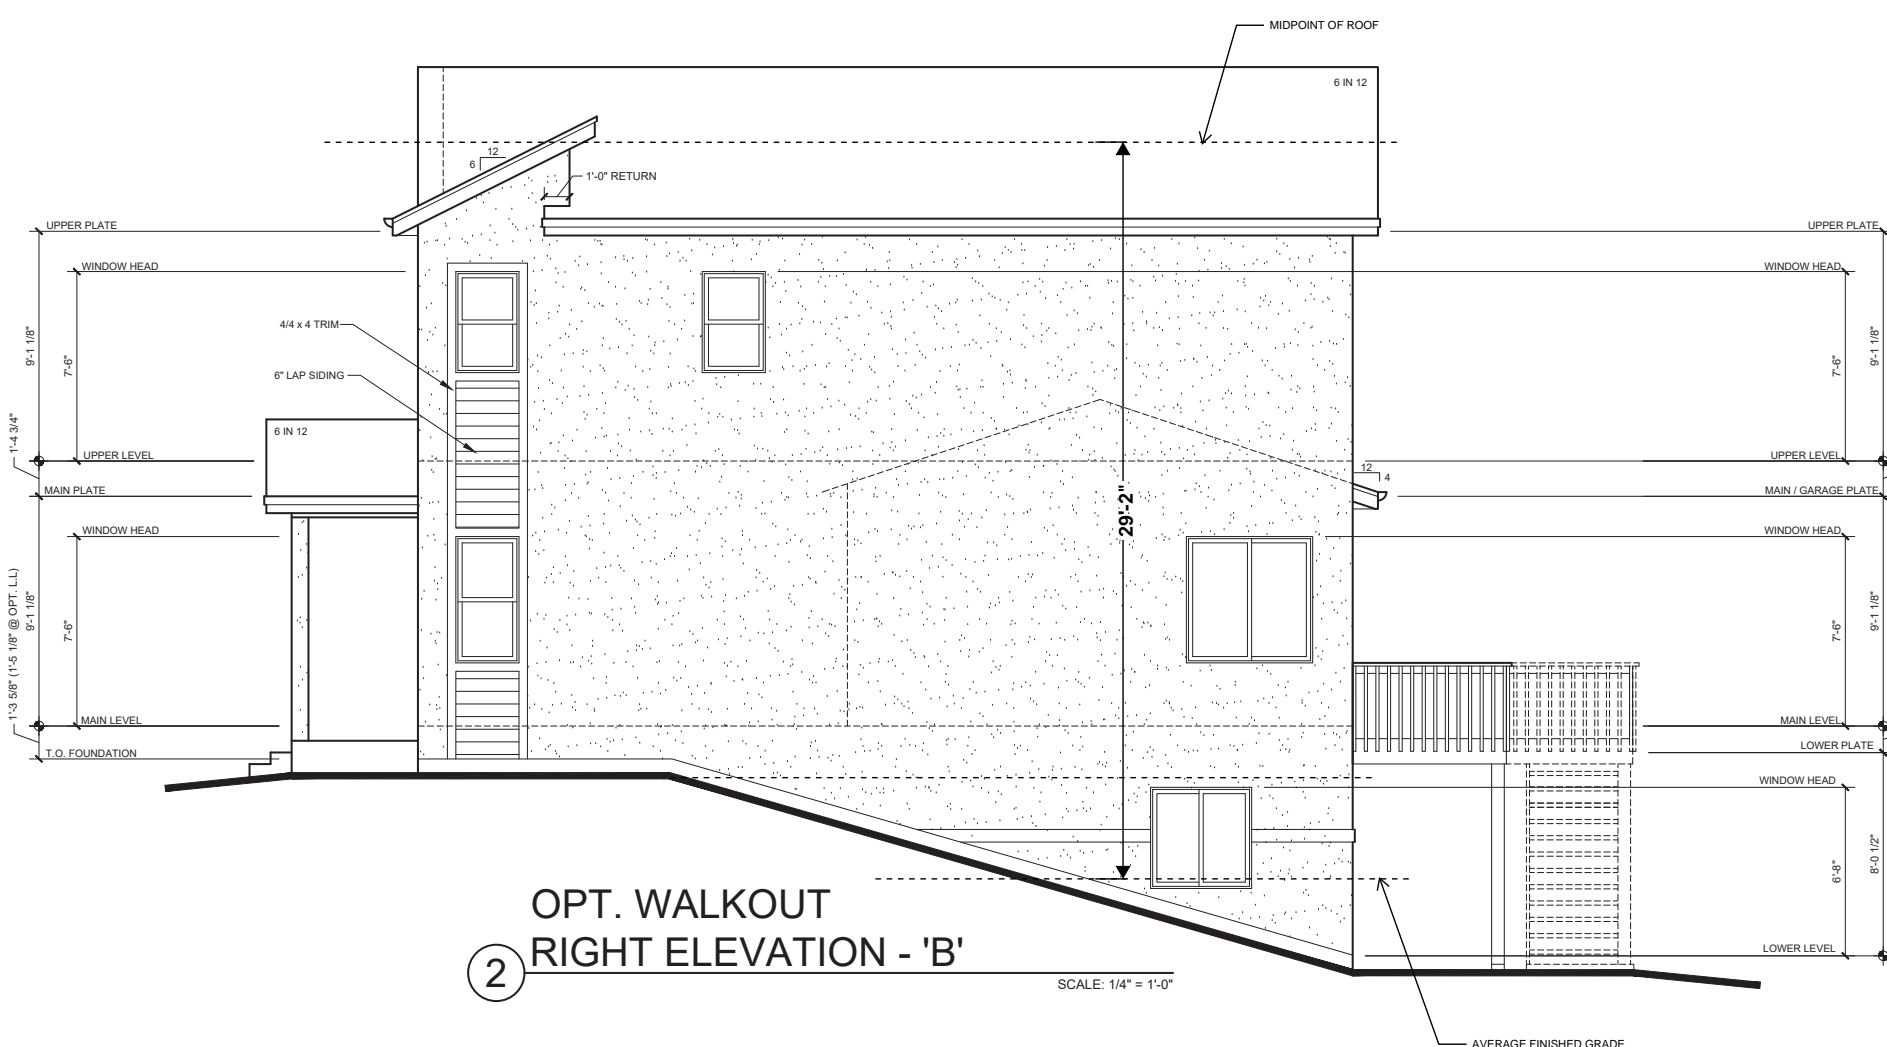 MIDPOINT OF ROOF
6 IN 12
12
6
1'-0" RETURN
UPPER PLATE
UPPER PLATE
WINDOW HEAD
WINDOW HEAD
4/4 x 4 TRIM
9'-1 1/8"
7'-6"
7'-6"
9'-1 1/8"
6" LAP SIDING
1'-4 3/4"
6 IN 12
UPPER LEVEL
UPPER LEVEL
12
4
MAIN PLATE
MAIN / GARAGE PLATE
29'-2"
WINDOW HEAD
WINDOW HEAD
1'-3 5/8" (1'-5 1/8" @ OPT. L.L)
9'-1 1/8"
7'-6"
7'-6"
9'-1 1/8"
MAIN LEVEL
MAIN LEVEL
T.O. FOUNDATION
LOWER PLATE
WINDOW HEAD
6'-8"
8'-0 1/2"
OPT. WALKOUT
RIGHT ELEVATION - 'B'
2
SCALE: 1/4" = 1'-0"
LOWER LEVEL
AVERAGE FINISHED GRADE